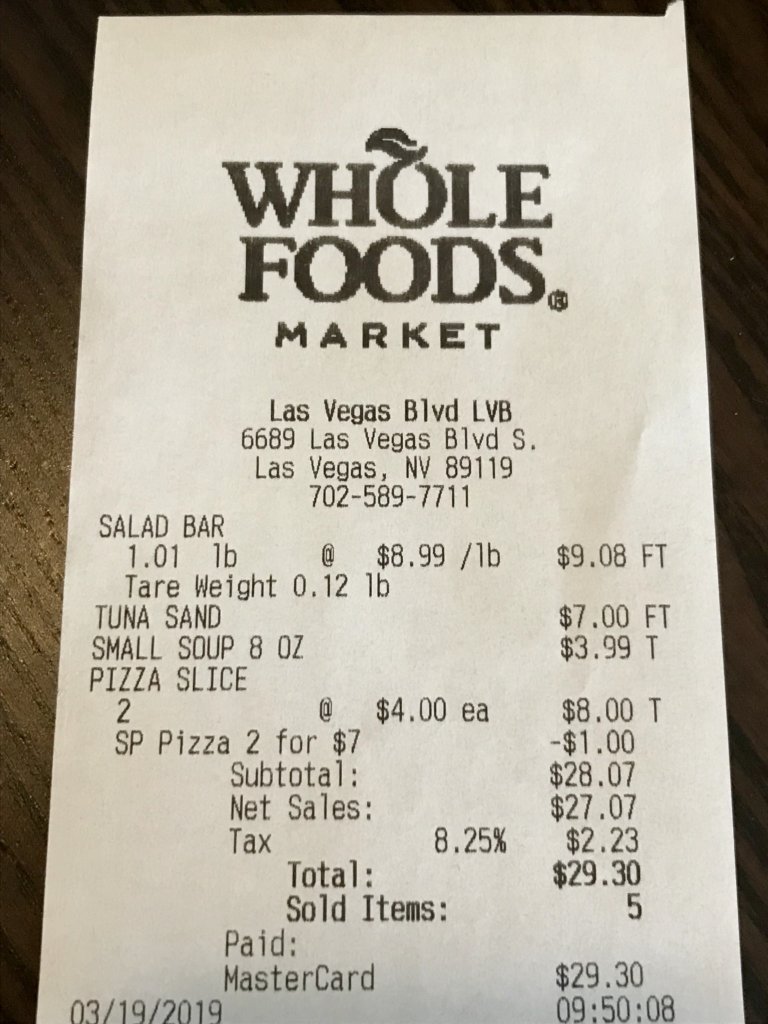 WHOLE
FOODS®
MARKET
Las Vegas Blvd LVB
6689 Las Vegas Blvd S.
Las Vegas, NV 89119
702-589-7711
SALAD BAR
1.01 lb @ $8.99 /lb $9.08 FT
Tare Weight 0.12 lb
TUNA SAND $7.00 FT
SMALL SOUP 8 OZ $3.99 T
PIZZA SLICE
2 @ $4.00 ea $8.00 T
SP Pizza 2 for $7 -$1.00
Subtotal: $28.07
Net Sales: $27.07
Tax 8.25% $2.23
Total: $29.30
Sold Items: 5
Paid:
MasterCard $29.30
03/19/2019 09:50:08